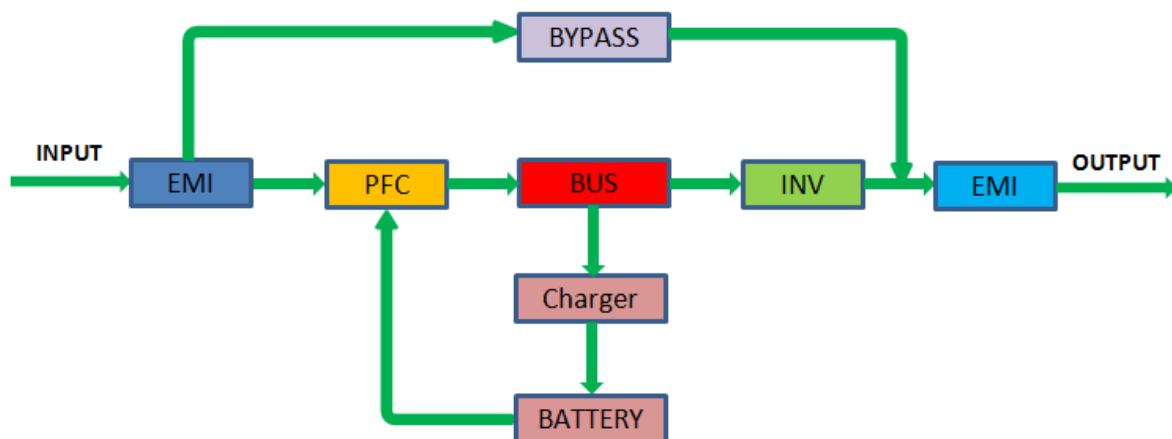 BYPASS
INPUT
EMI
PFC
BUS
INV
EMI
OUTPUT
Charger
BATTERY